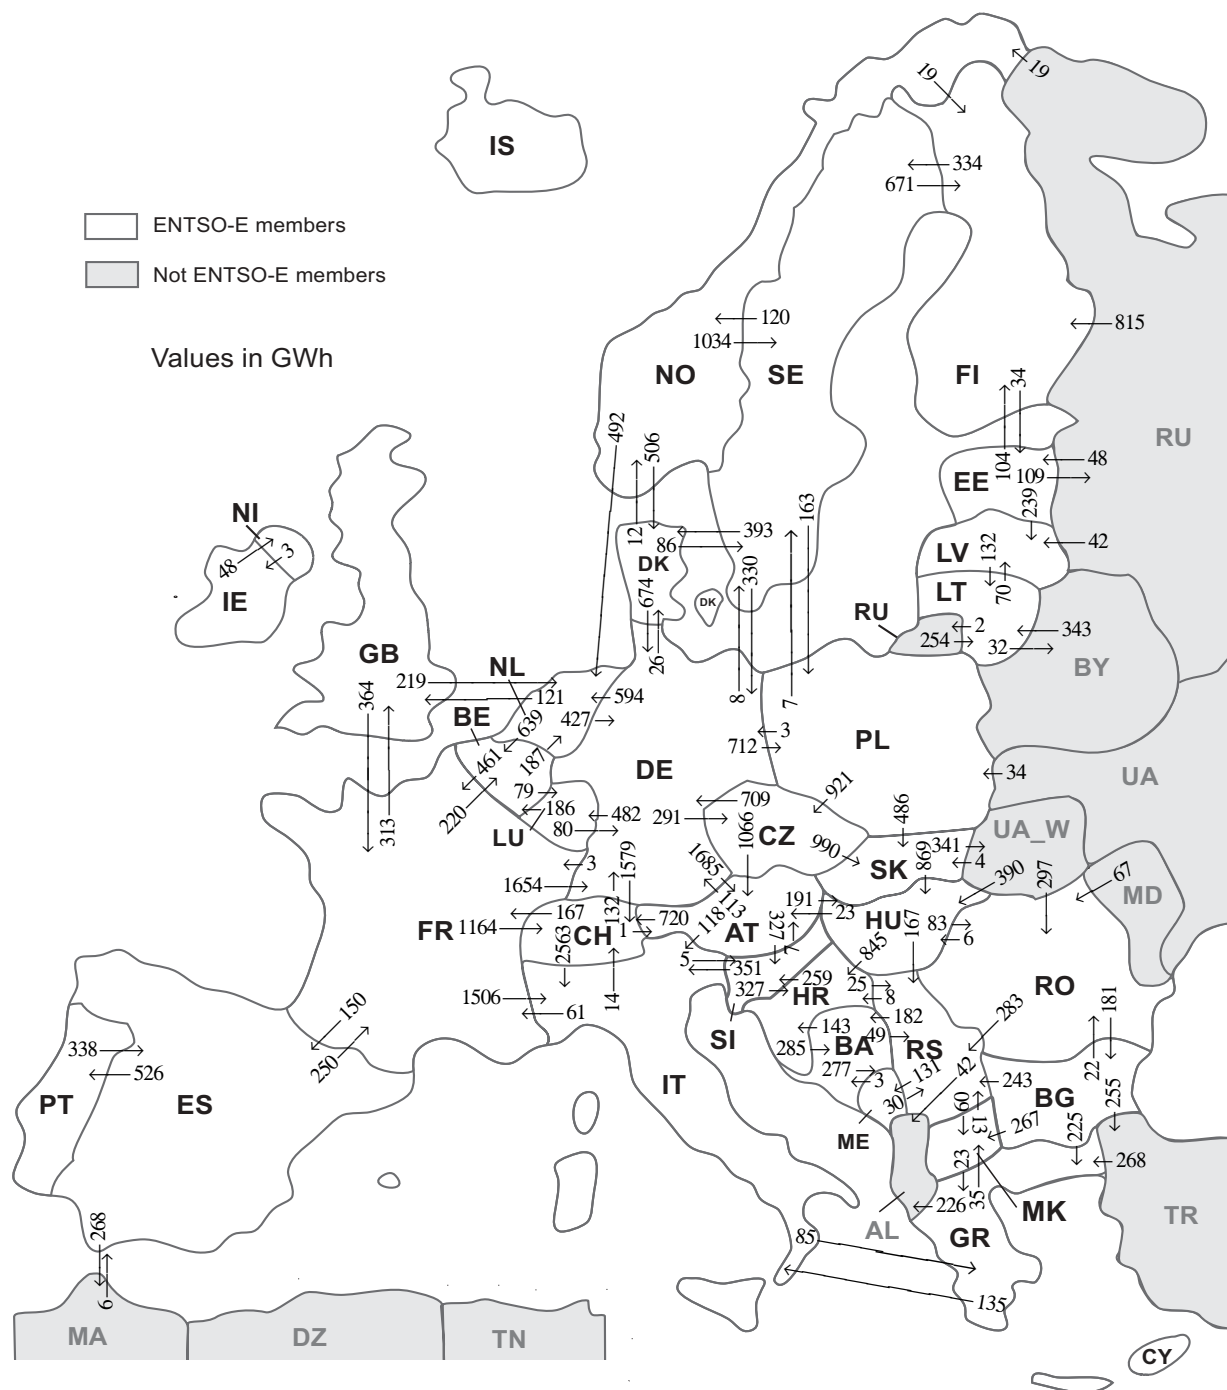 19
19
IS
334
671
ENTSO-E members
Not ENTSO-E members
Values in GWh
120
1034
815
NO
SE
FI
34
RU
492
506
104
48
109
EE
239
163
NI
12
393
86
42
LV
132
3
48
DK
330
674
70
LT
IE
DK
RU
2
254
343
32
GB
26
BY
NL
219
364
121
8
7
594
BE
639
427
3
712
PL
461
187
DE
34
UA
79
921
220
186
709
486
LU
482
291
1066
CZ
UA_W
313
80
990
341
3
1579
1685
SK
869
4
1654
390
297
67
MD
113
191
167
132
720
118
23
HU
83
FR
1164
CH
1
AT
327
7
167
6
2563
845
5
351
259
25
RO
1506
14
327
HR
8
181
61
182
283
150
SI
143
49
338
285
BA
RS
250
277
42
22
526
IT
3
131
243
PT
ES
30
60
13
BG
255
ME
267
225
23
268
35
226
MK
268
AL
GR
TR
85
6
135
MA
DZ
TN
CY